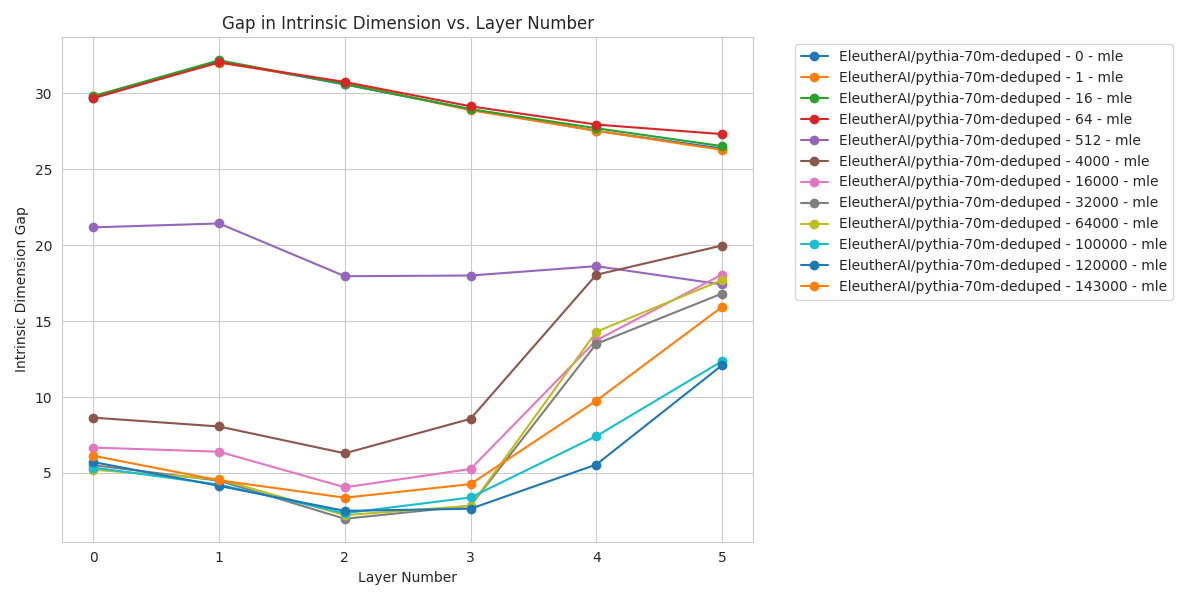 Gap in Intrinsic Dimension vs. Layer Number
Intrinsic Dimension Gap
30
25
20
15
10
5
0 1 2 3 4 5
Layer Number
EleutherAI/pythia-70m-deduped - 0 - mle
EleutherAI/pythia-70m-deduped - 1 - mle
EleutherAI/pythia-70m-deduped - 16 - mle
EleutherAI/pythia-70m-deduped - 64 - mle
EleutherAI/pythia-70m-deduped - 512 - mle
EleutherAI/pythia-70m-deduped - 4000 - mle
EleutherAI/pythia-70m-deduped - 16000 - mle
EleutherAI/pythia-70m-deduped - 32000 - mle
EleutherAI/pythia-70m-deduped - 64000 - mle
EleutherAI/pythia-70m-deduped - 100000 - mle
EleutherAI/pythia-70m-deduped - 120000 - mle
EleutherAI/pythia-70m-deduped - 143000 - mle